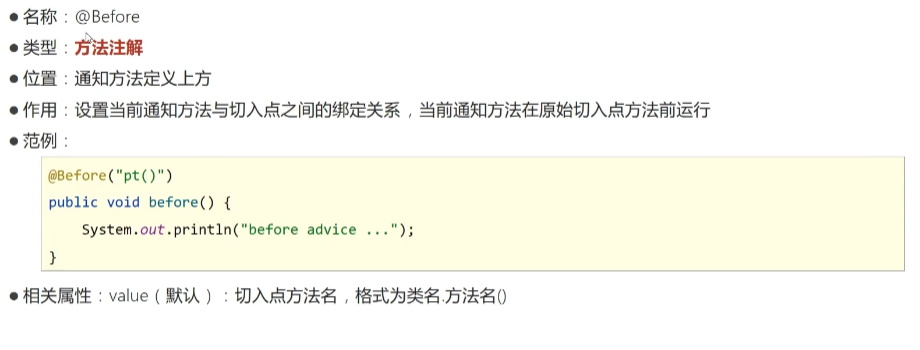 ● 名称：@Before
● 类型：方法注解
● 位置：通知方法定义上方
● 作用：设置当前通知方法与切入点之间的绑定关系，当前通知方法在原始切入点方法前运行
● 范例：
@Before("pt()")
public void before() {
    System.out.println("before advice ...");
}
● 相关属性：value（默认）：切入点方法名，格式为类名.方法名()